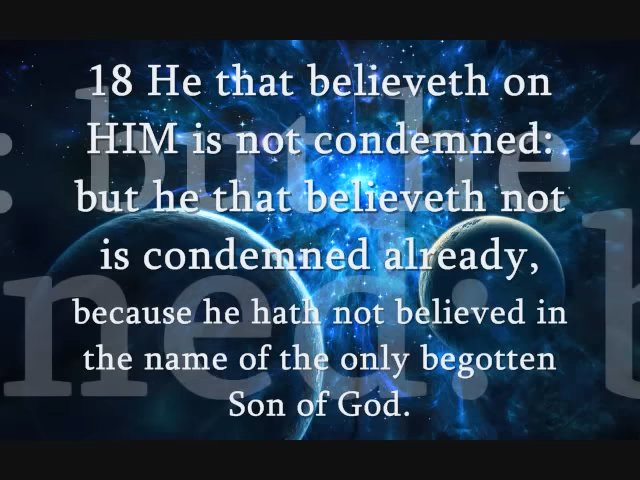 18 He that believeth on
HIM is not condemned:
but he that believeth not
is condemned already,
because he hath not believed in
the name of the only begotten
Son of God.